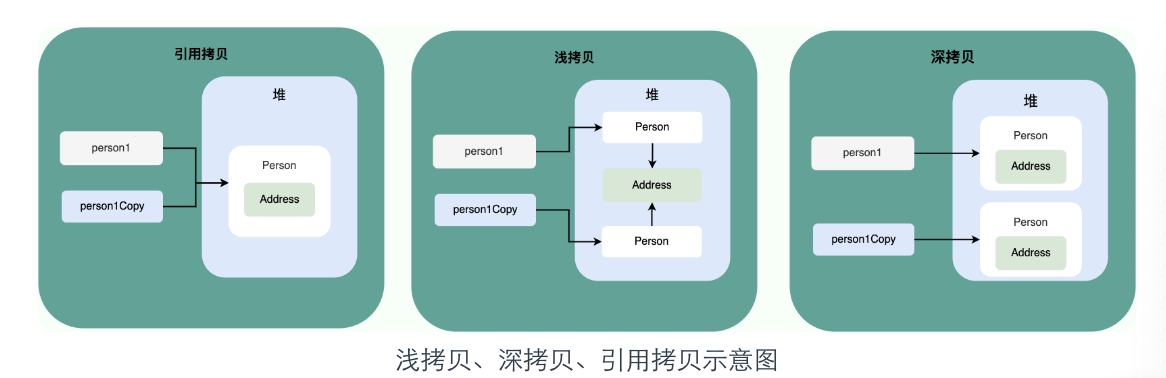 引用拷贝
堆
person1
person1Copy
Person
Address
浅拷贝
堆
person1
person1Copy
Person
Address
Person
深拷贝
堆
person1
person1Copy
Person
Address
Person
Address
浅拷贝、深拷贝、引用拷贝示意图